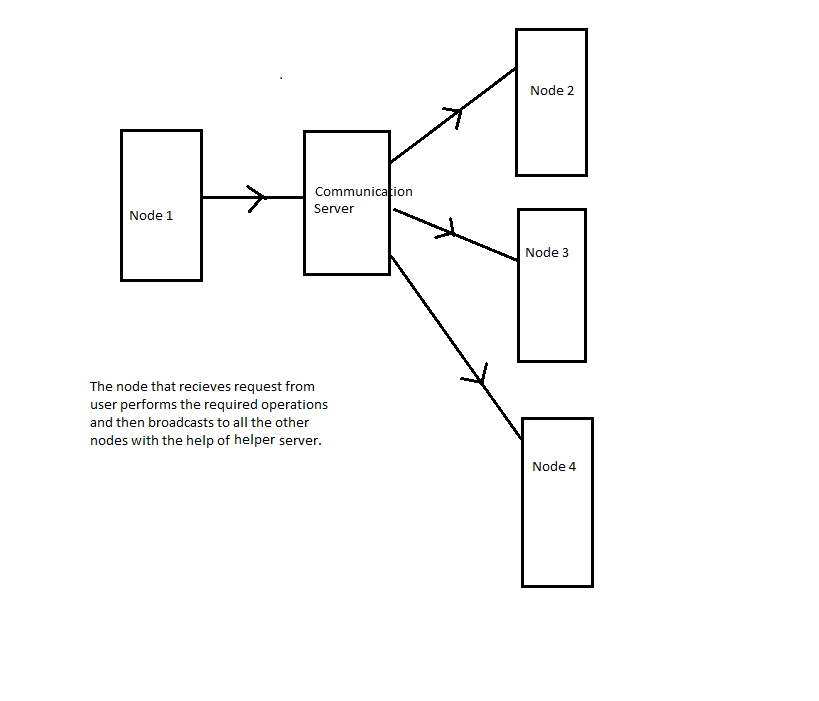 Node 2
Node 1
Communication
Server
Node 3
The node that recieves request from
user performs the required operations
and then broadcasts to all the other
nodes with the help of helper server.
Node 4